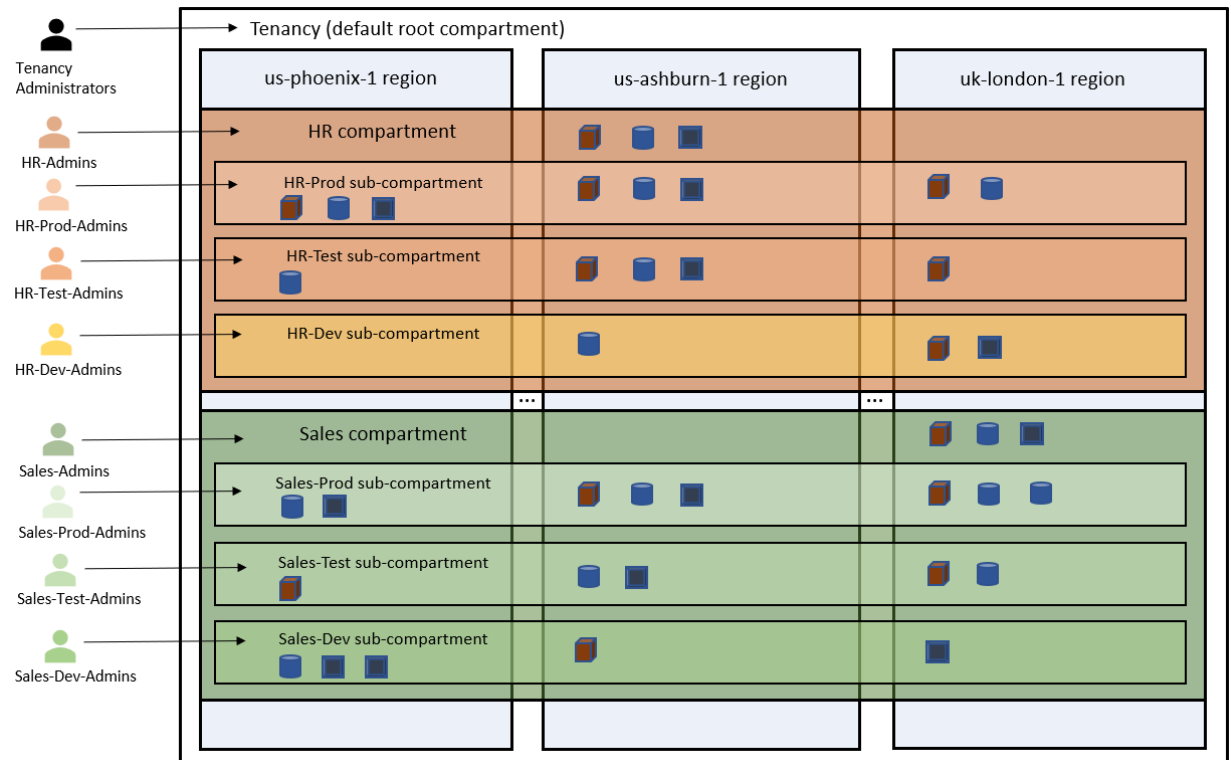 Tenancy (default root compartment)
Tenancy
Administrators
us-phoenix-1 region
us-ashburn-1 region
uk-london-1 region
HR compartment
HR-Admins
HR-Prod sub-compartment
HR-Prod-Admins
HR-Test sub-compartment
HR-Test-Admins
HR-Dev sub-compartment
HR-Dev-Admins
...
...
Sales compartment
Sales-Admins
Sales-Prod sub-compartment
Sales-Prod-Admins
Sales-Test sub-compartment
Sales-Test-Admins
Sales-Dev sub-compartment
Sales-Dev-Admins